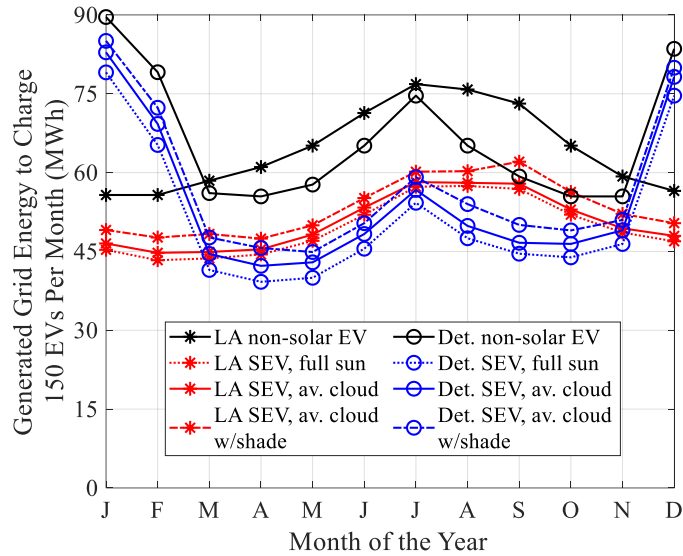 Generated Grid Energy to Charge
150 EVs Per Month (MWh)
90
75
60
45
30
15
0
LA non-solar EV
LA SEV, full sun
LA SEV, av. cloud
LA SEV, av. cloud
w/shade
Det. non-solar EV
Det. SEV, full sun
Det. SEV, av. cloud
Det. SEV, av. cloud
w/shade
J F M A M J J A S O N D
Month of the Year